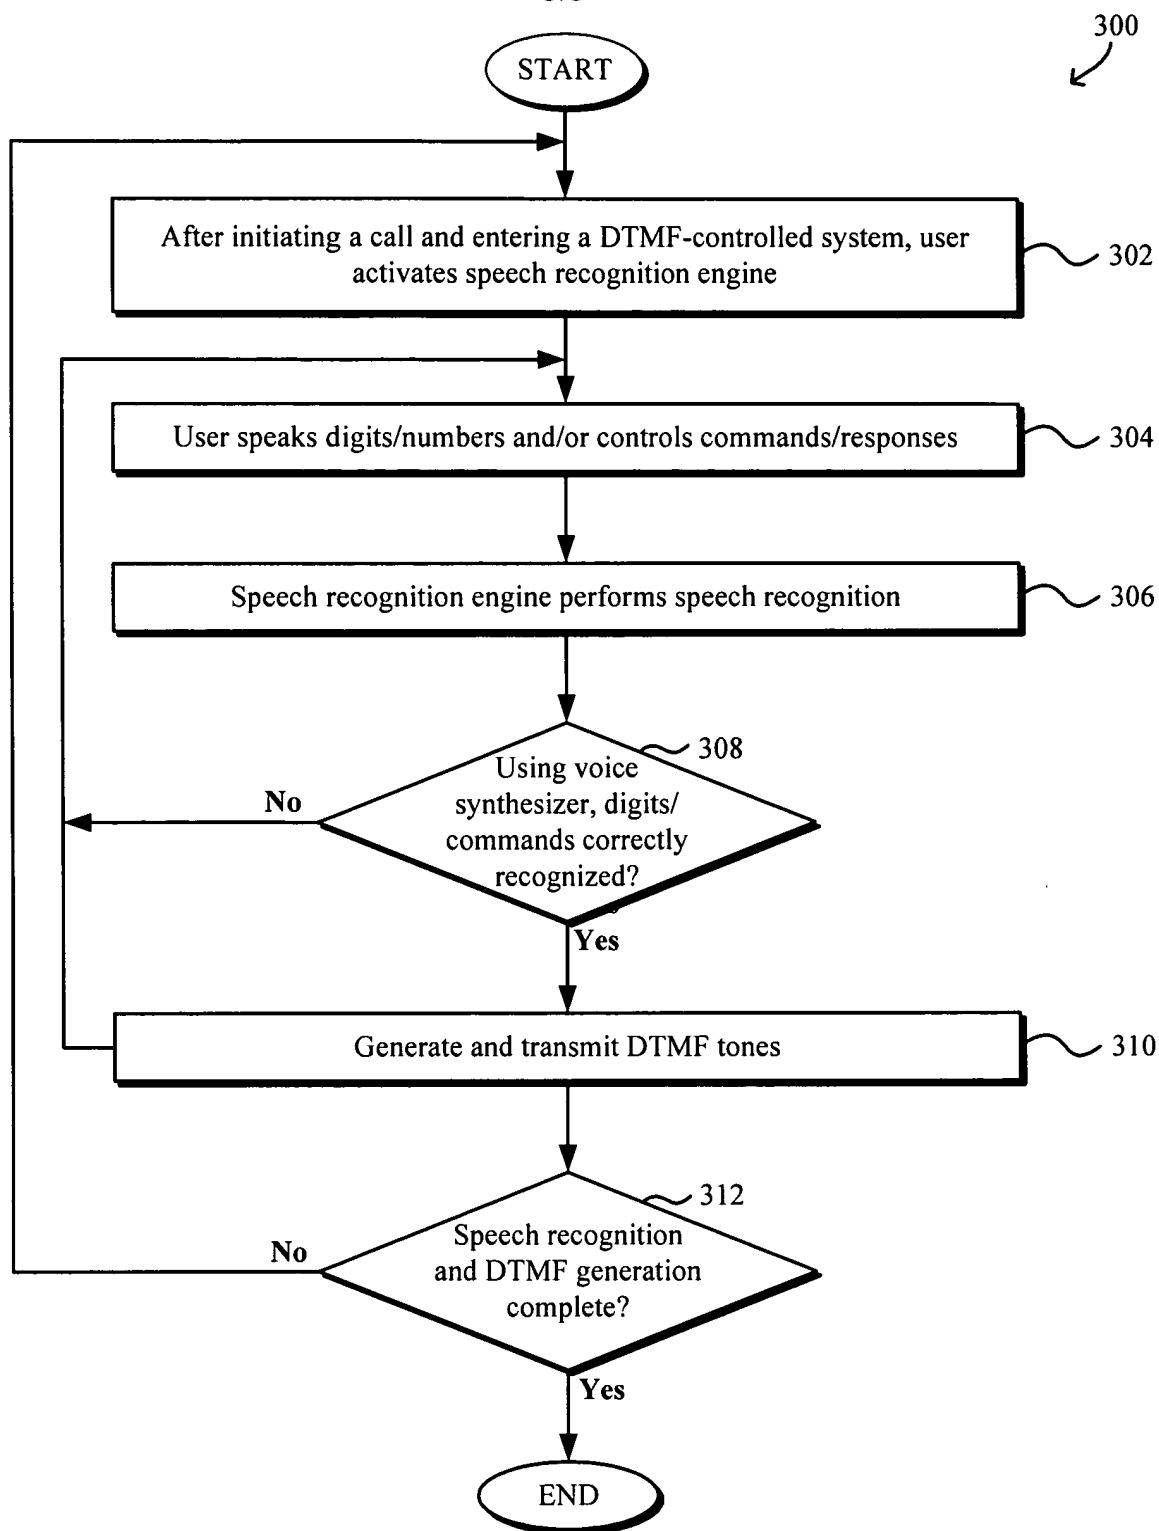 300
START
After initiating a call and entering a DTMF-controlled system, user
activates speech recognition engine
302
User speaks digits/numbers and/or controls commands/responses
304
Speech recognition engine performs speech recognition
306
308
Using voice
synthesizer, digits/
commands correctly
recognized?
No
Yes
Generate and transmit DTMF tones
310
312
Speech recognition
and DTMF generation
complete?
No
Yes
END